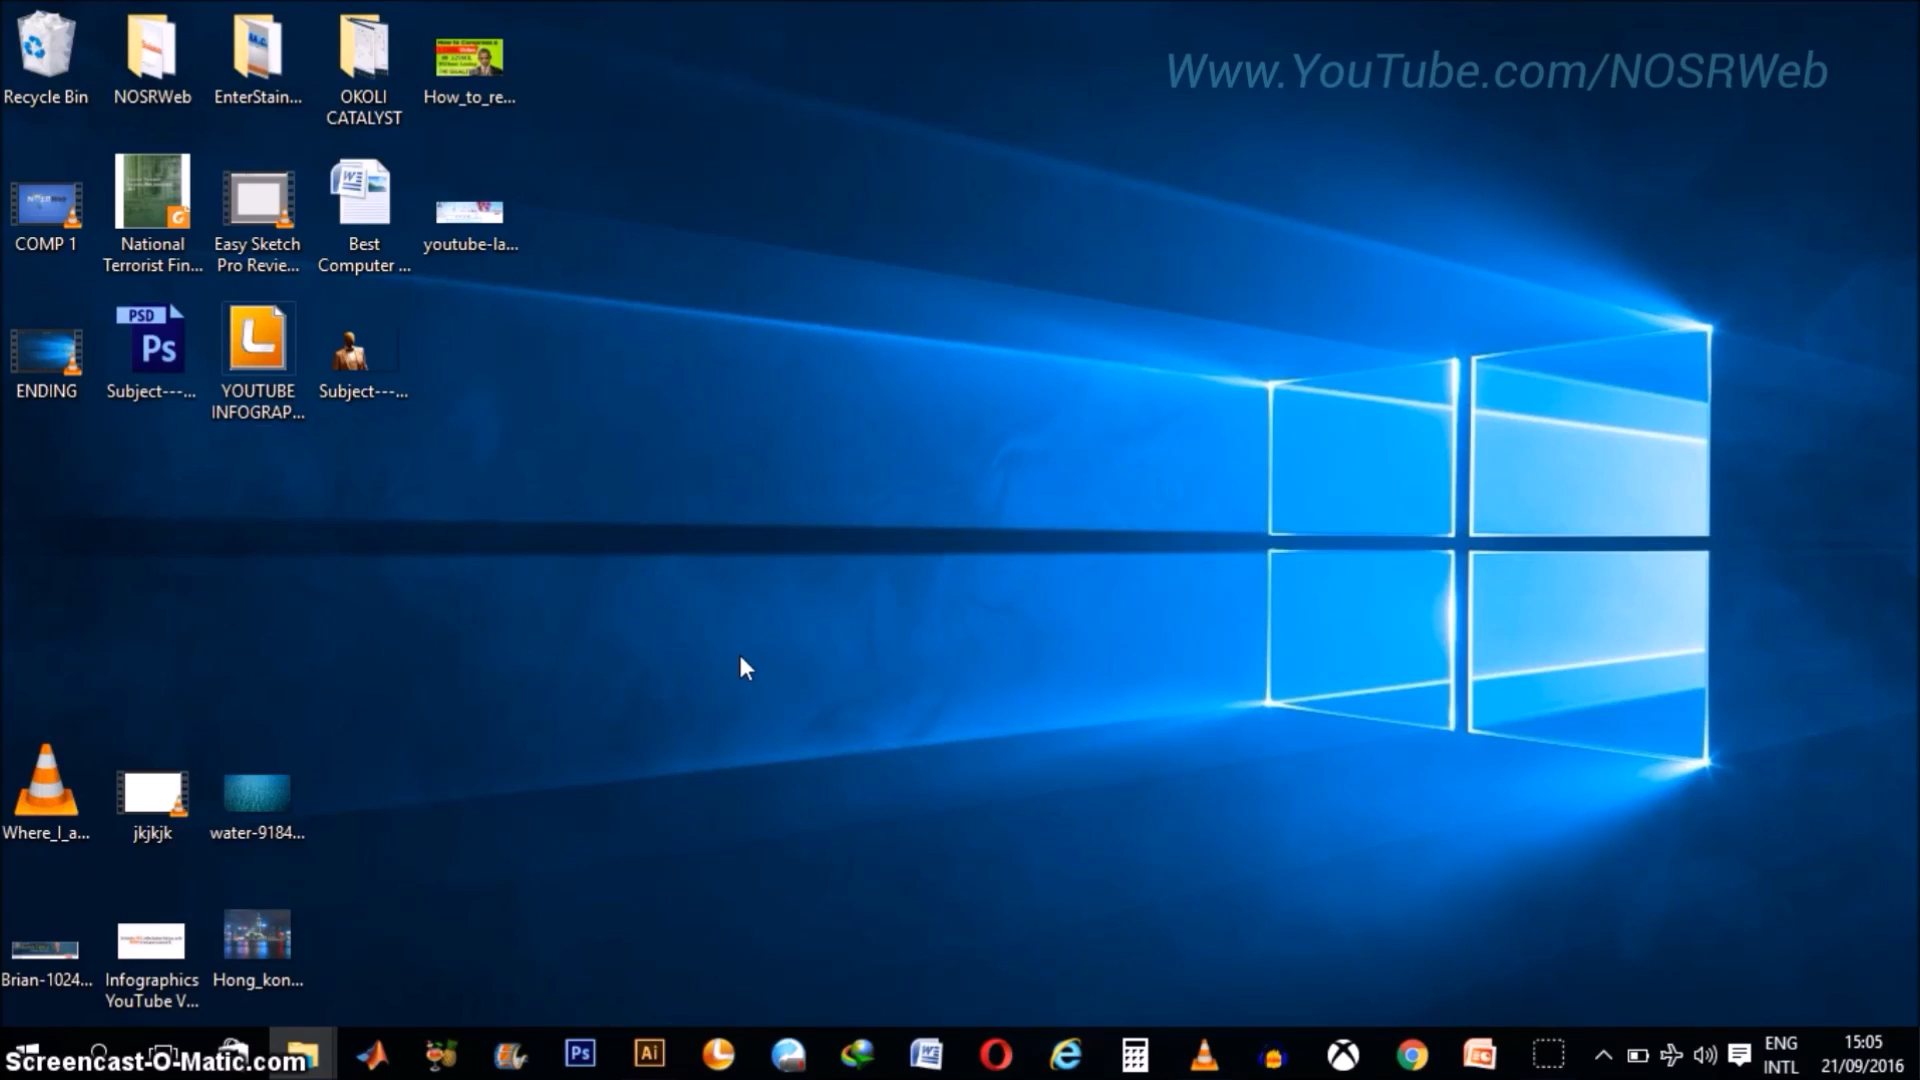 Www.YouTube.com/NOSRWeb
Recycle Bin
NOSRWeb
EnterStain...
OKOLI
CATALYST
How_to_re...
COMP 1
National
Terrorist Fin...
Easy Sketch
Pro Revie...
Best
Computer ...
youtube-la...
PSD
Ps
ENDING
Subject---...
YOUTUBE
INFOGRAP...
Subject---...
Where_I_a...
jkjkjk
water-9184...
Brian-1024...
Infographics
YouTube V...
Hong_kon...
Screencast-O-Matic.com
Ps
Ai
ENG
INTL
15:05
21/09/2016